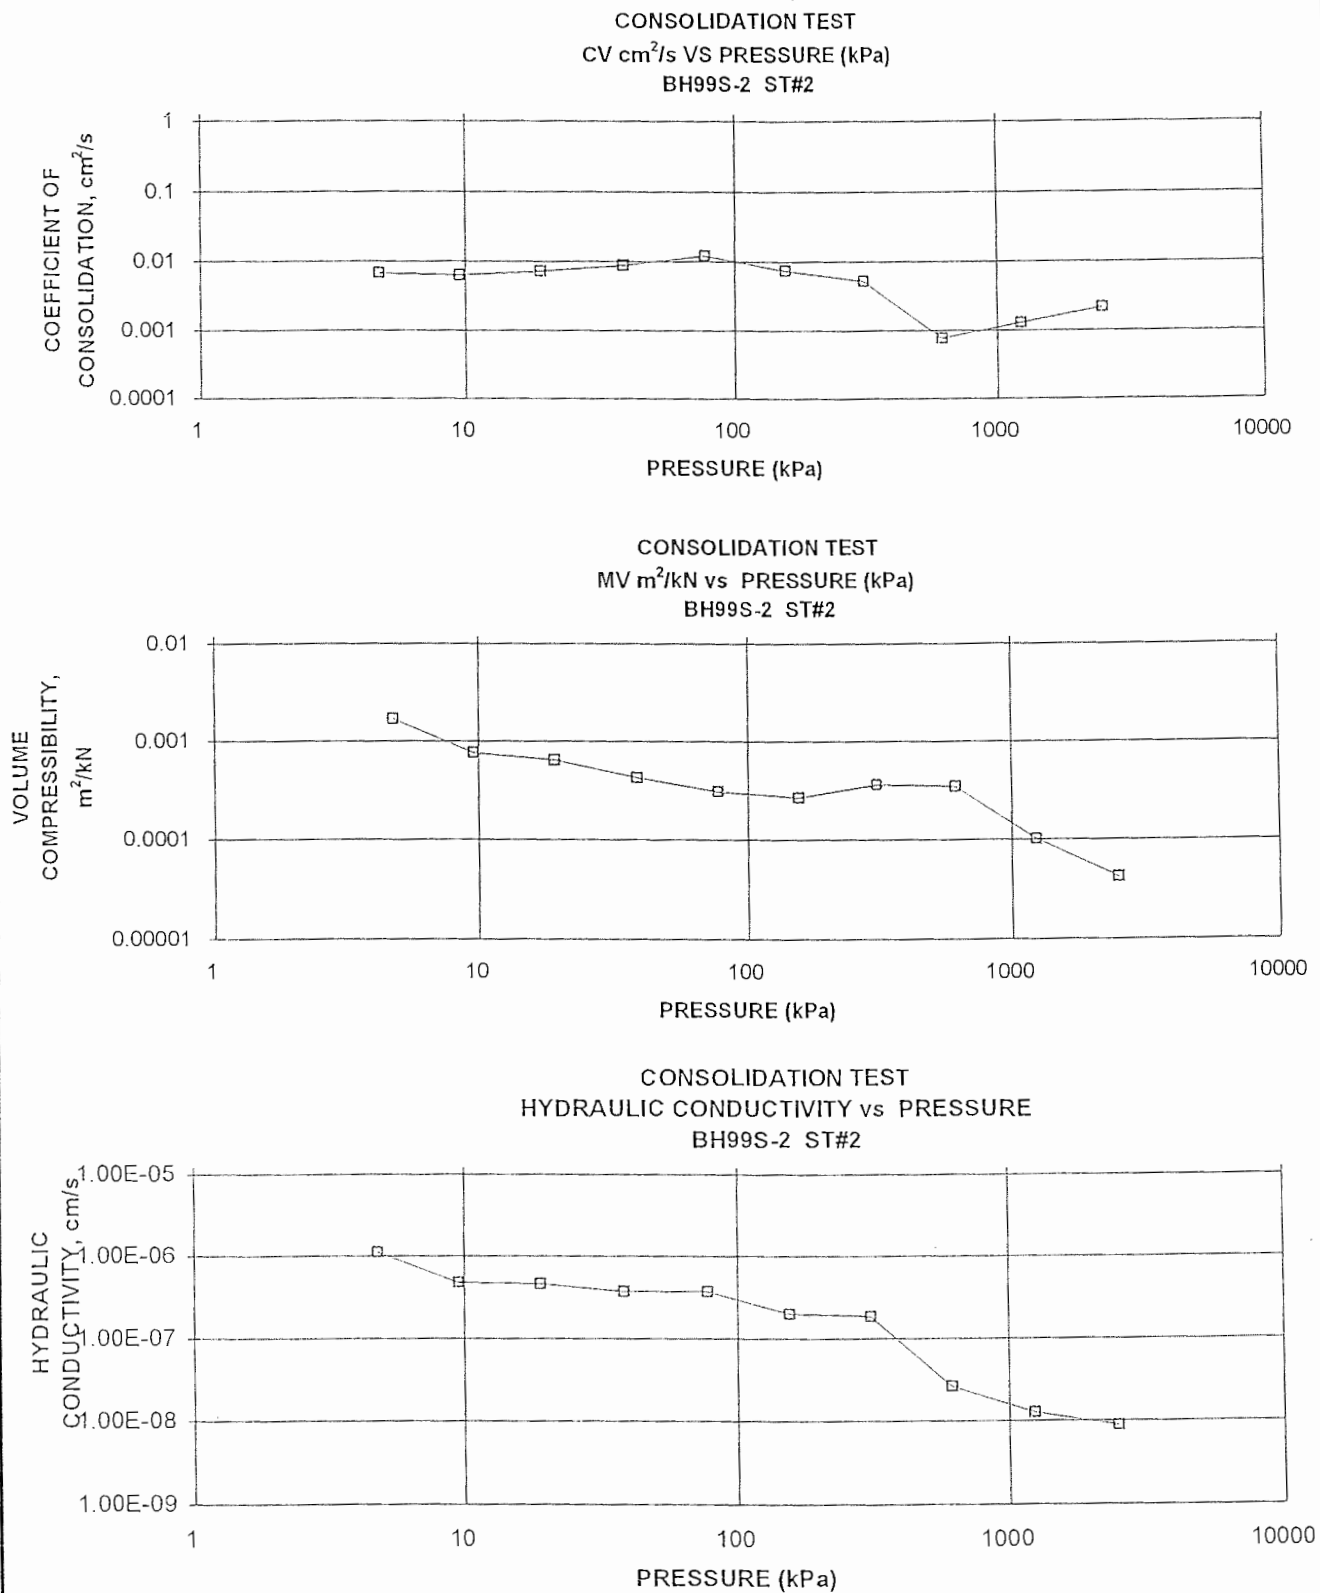 CONSOLIDATION TEST
CV cm²/s VS PRESSURE (kPa)
BH99S-2 ST#2
COEFFICIENT OF
CONSOLIDATION, cm²/s
1
0.1
0.01
0.001
0.0001
1 10 100 1000 10000
PRESSURE (kPa)
CONSOLIDATION TEST
MV m²/kN vs PRESSURE (kPa)
BH99S-2 ST#2
VOLUME
COMPRESSIBILITY,
m²/kN
0.01
0.001
0.0001
0.00001
1 10 100 1000 10000
PRESSURE (kPa)
CONSOLIDATION TEST
HYDRAULIC CONDUCTIVITY vs PRESSURE
BH99S-2 ST#2
HYDRAULIC
CONDUCTIVITY, cm/s
1.00E-05
1.00E-06
1.00E-07
1.00E-08
1.00E-09
1 10 100 1000 10000
PRESSURE (kPa)